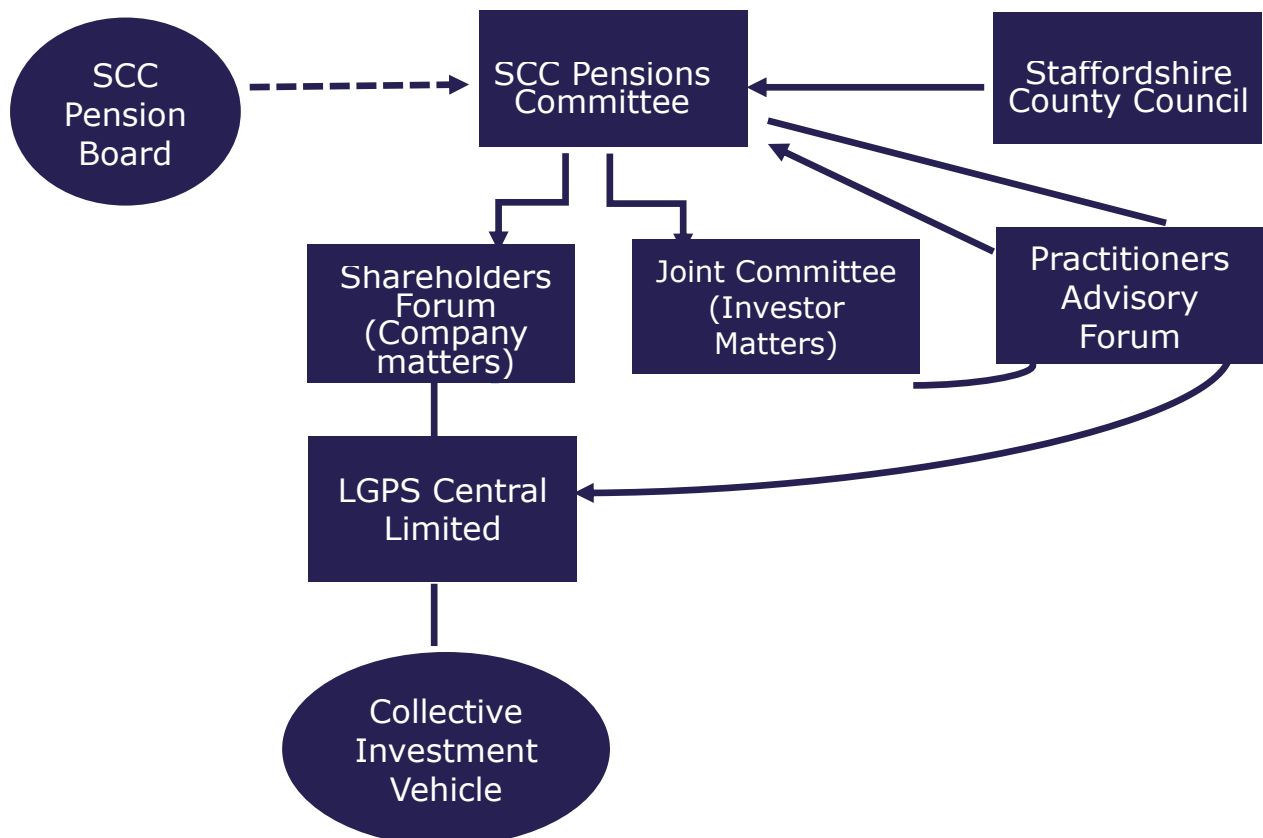 SCC
Pension
Board
SCC Pensions
Committee
Staffordshire
County Council
Shareholders
Forum
(Company
matters)
Joint Committee
(Investor
Matters)
Practitioners
Advisory
Forum
LGPS Central
Limited
Collective
Investment
Vehicle